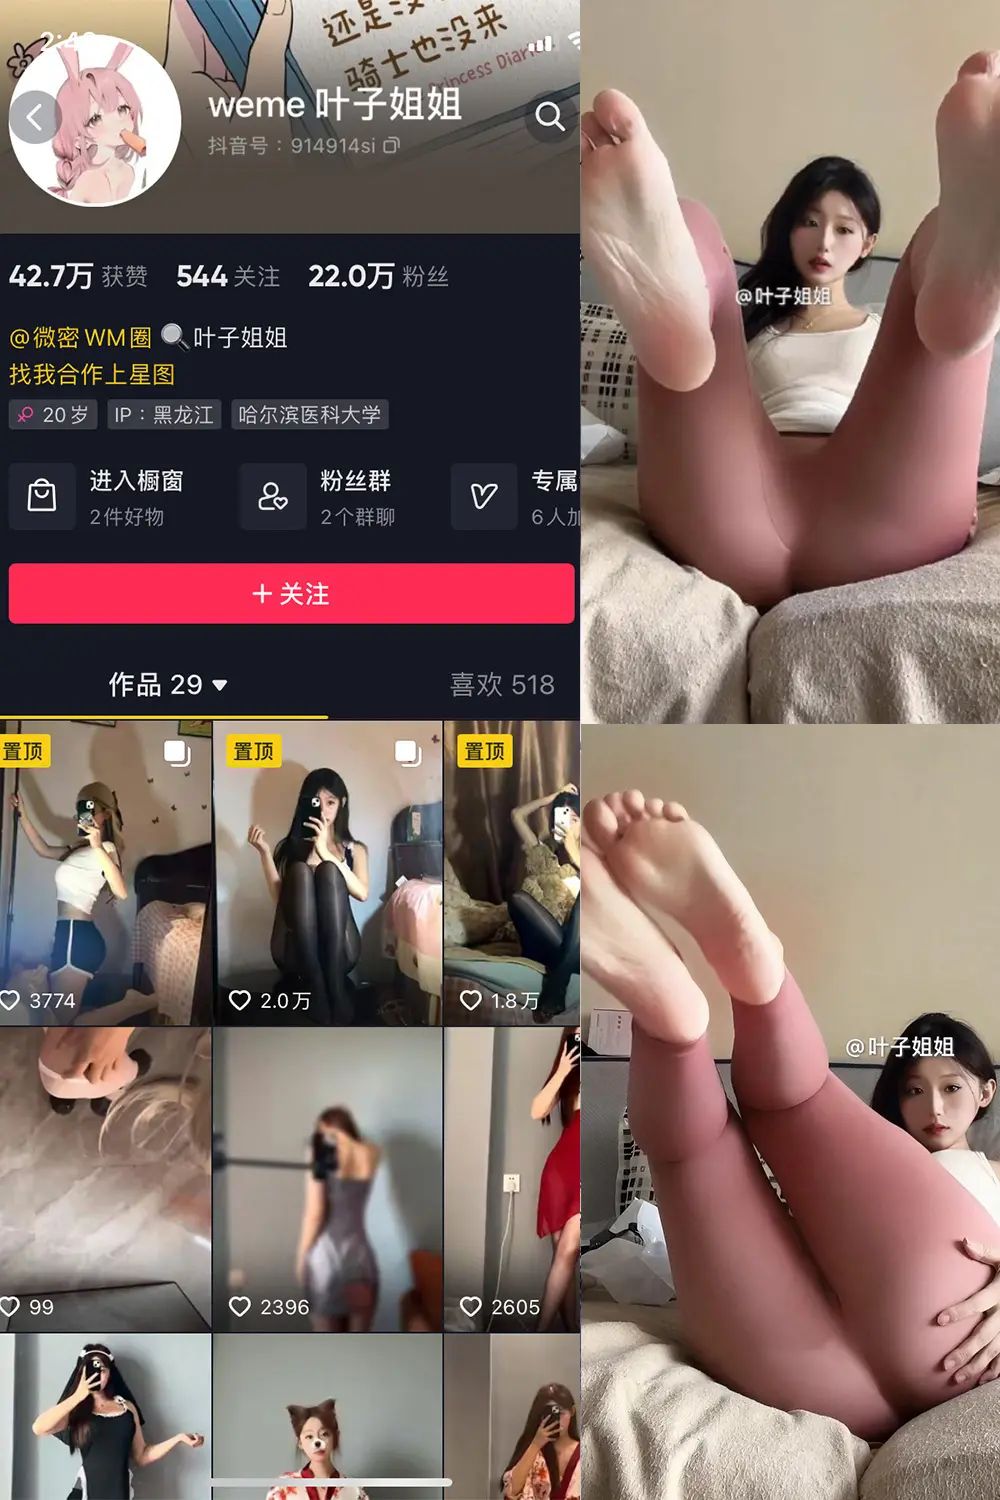 2:4
还是没
骑士也没来
Princess Diar
weme 叶子姐姐
抖音号：914914si
42.7万 获赞 544 关注 22.0万 粉丝
@微密 WM圈 🔍叶子姐姐
找我合作上星图
20岁 IP：黑龙江 哈尔滨医科大学
进入橱窗
2件好物
粉丝群
2个群聊
专属
6人加
+ 关注
作品 29
喜欢 518
置顶
置顶
置顶
3774
2.0万
1.8万
99
2396
2605
@叶子姐姐
@叶子姐姐